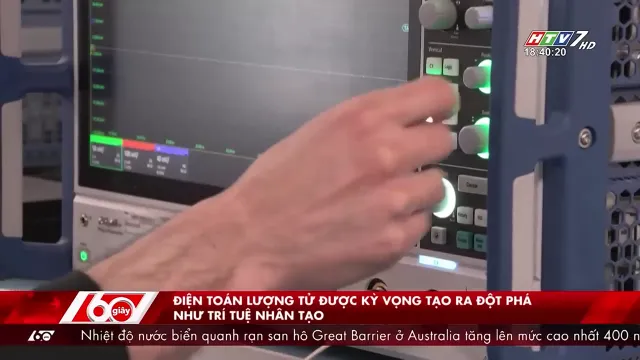 HTV7 HD
18:40:20
60 giây
ĐIỆN TOÁN LƯỢNG TỬ ĐƯỢC KỲ VỌNG TẠO RA ĐỘT PHÁ
NHƯ TRÍ TUỆ NHÂN TẠO
60 Nhiệt độ nước biển quanh rạn san hô Great Barrier ở Australia tăng lên mức cao nhất 400 n